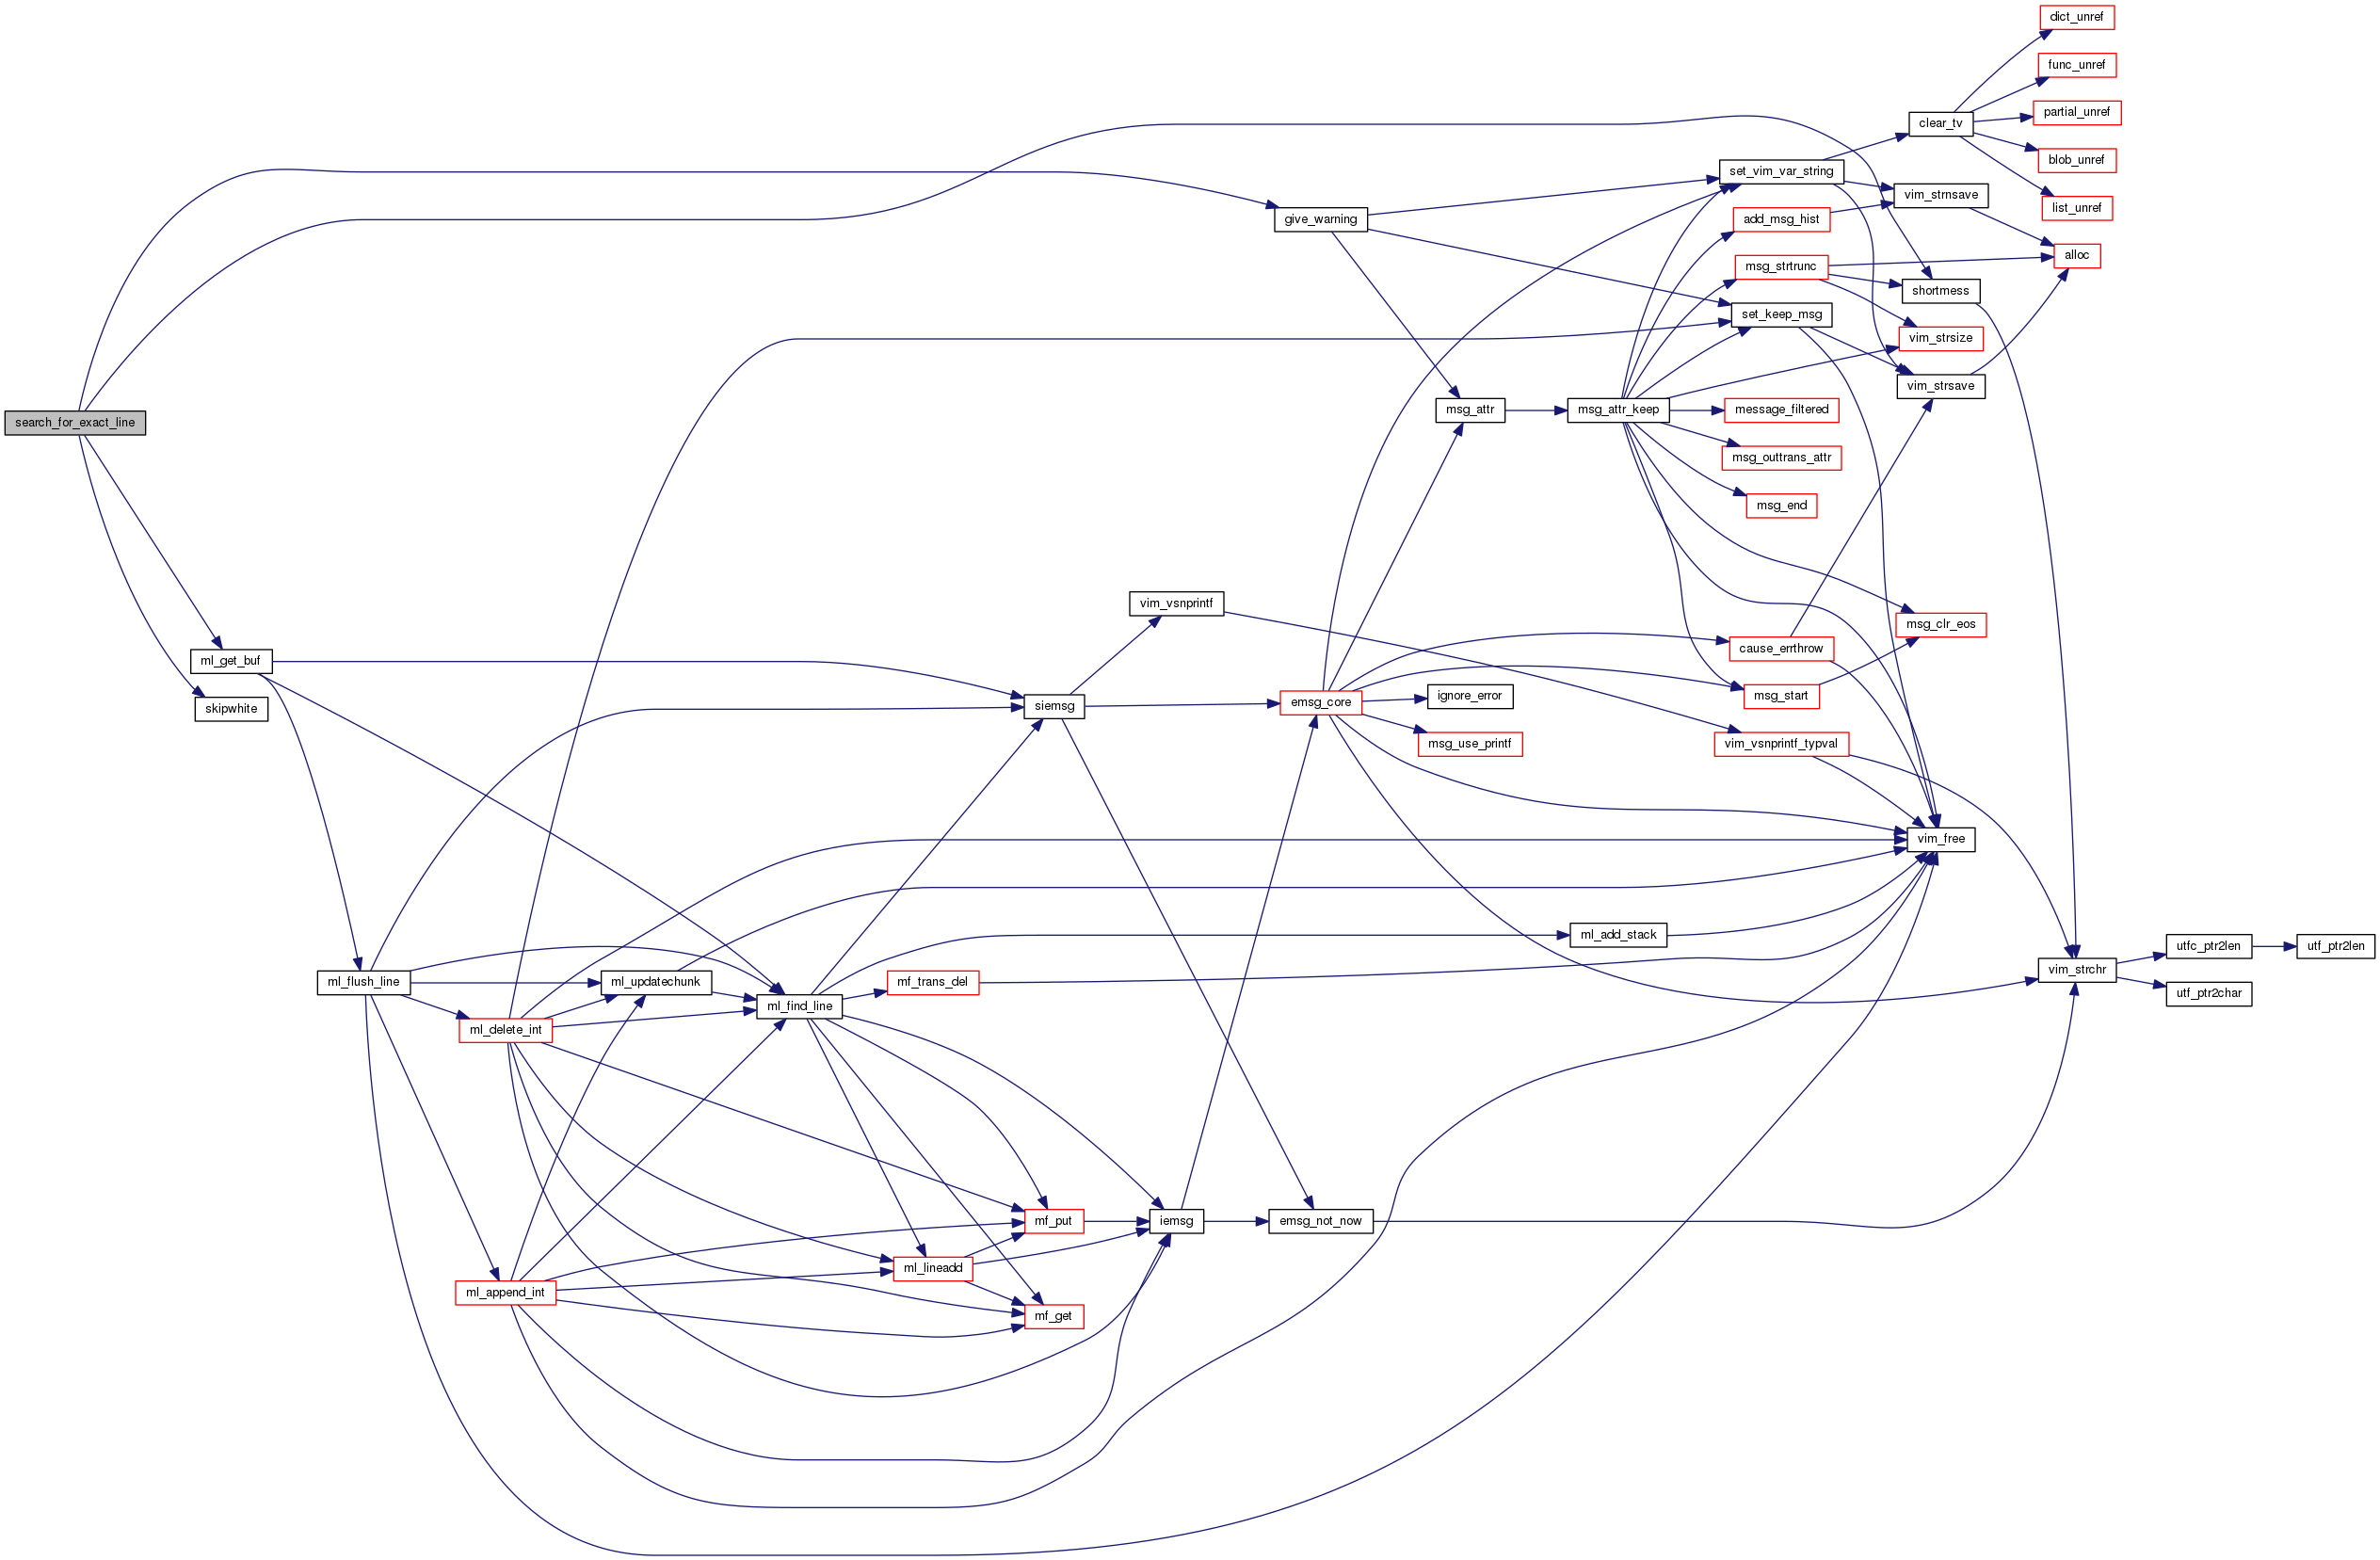 dict_unref
func_unref
partial_unref
clear_tv
blob_unref
list_unref
set_vim_var_string
vim_strnsave
give_warning
add_msg_hist
alloc
msg_strtrunc
shortmess
set_keep_msg
vim_strsize
vim_strsave
search_for_exact_line
msg_attr
msg_attr_keep
message_filtered
msg_outtrans_attr
msg_end
vim_vsnprintf
msg_clr_eos
cause_errthrow
ml_get_buf
skipwhite
siemsg
emsg_core
ignore_error
msg_start
msg_use_printf
vim_vsnprintf_typval
vim_free
ml_add_stack
utfc_ptr2len
utf_ptr2len
vim_strchr
utf_ptr2char
ml_flush_line
ml_updatechunk
mf_trans_del
ml_find_line
ml_delete_int
mf_put
iemsg
emsg_not_now
ml_lineadd
ml_append_int
mf_get